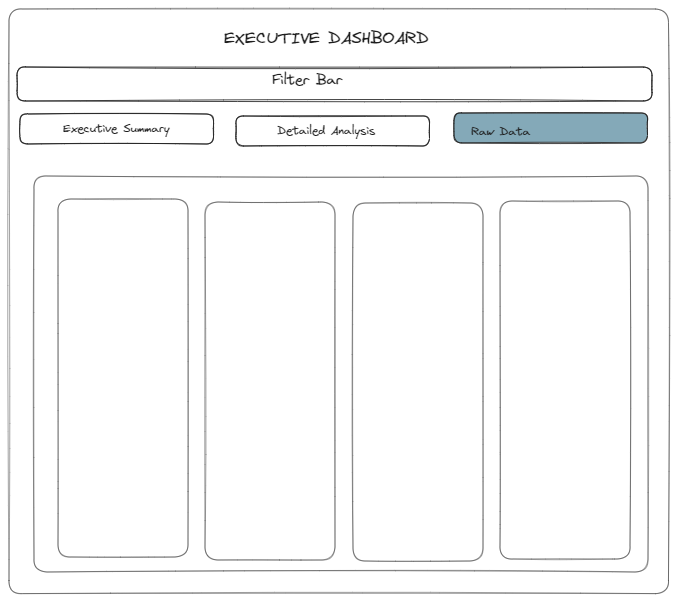 EXECUTIVE DASHBOARD
Filter Bar
Executive Summary
Detailed Analysis
Raw Data